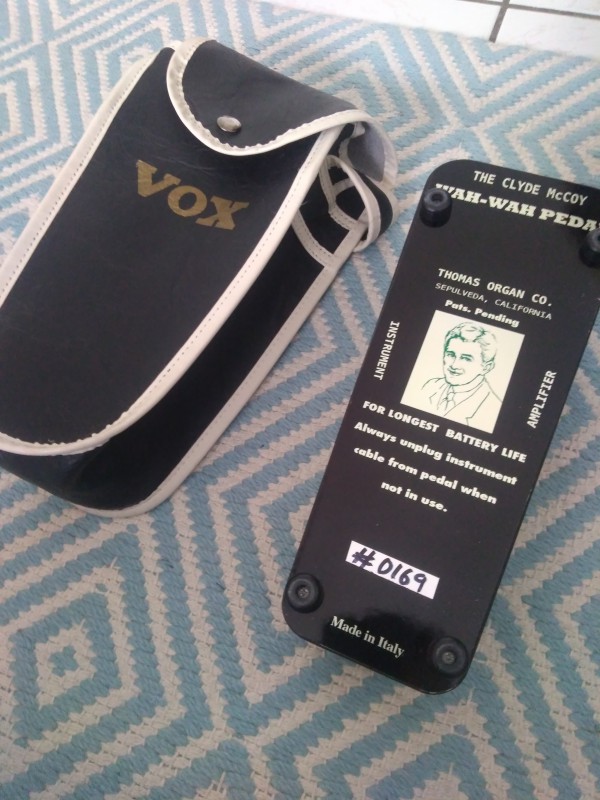 VOX
THE CLYDE McCOY
WAH-WAH PEDAL
THOMAS ORGAN CO.
SEPULVEDA, CALIFORNIA
Pats. Pending
INSTRUMENT
AMPLIFIER
FOR LONGEST BATTERY LIFE
Always unplug instrument
cable from pedal when
not in use.
#0169
Made in Italy